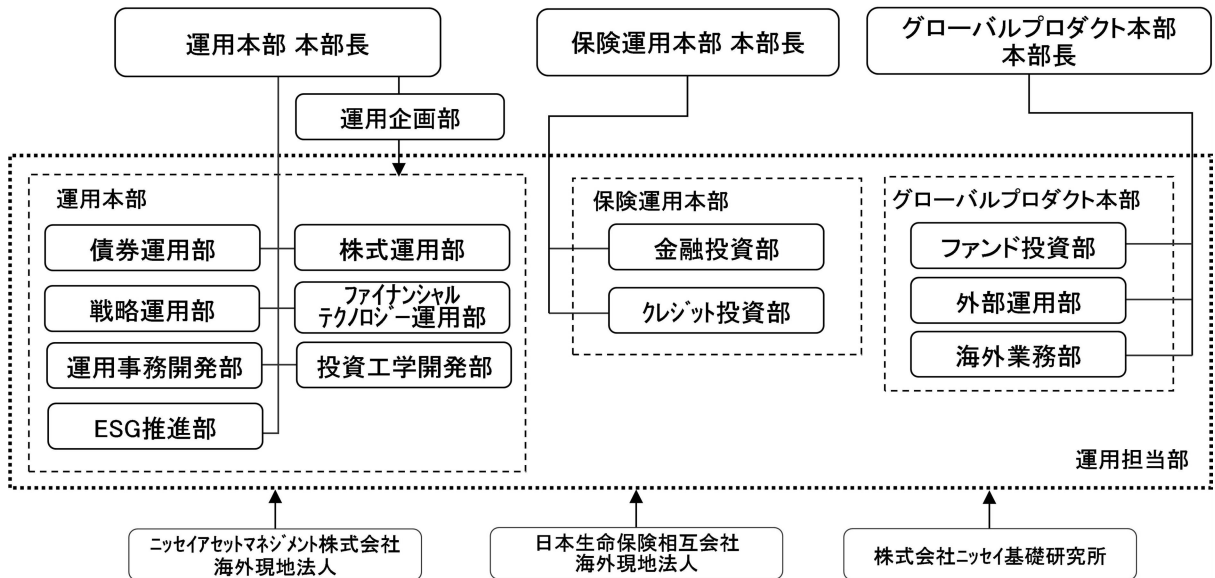 運用本部 本部長
保険運用本部 本部長
グローバルプロダクト本部
本部長
運用企画部
運用本部
債券運用部
株式運用部
戦略運用部
ﾌｧｲﾅﾝｼｬﾙ
ﾃｸﾉﾛｼﾞｰ運用部
運用事務開発部
投資工学開発部
ESG推進部
保険運用本部
金融投資部
ｸﾚｼﾞｯﾄ投資部
グローバルプロダクト本部
ファンド投資部
外部運用部
海外業務部
運用担当部
ﾆｯｾｲｱｾｯﾄﾏﾈｼﾞﾒﾝﾄ株式会社
海外現地法人
日本生命保険相互会社
海外現地法人
株式会社ﾆｯｾｲ基礎研究所